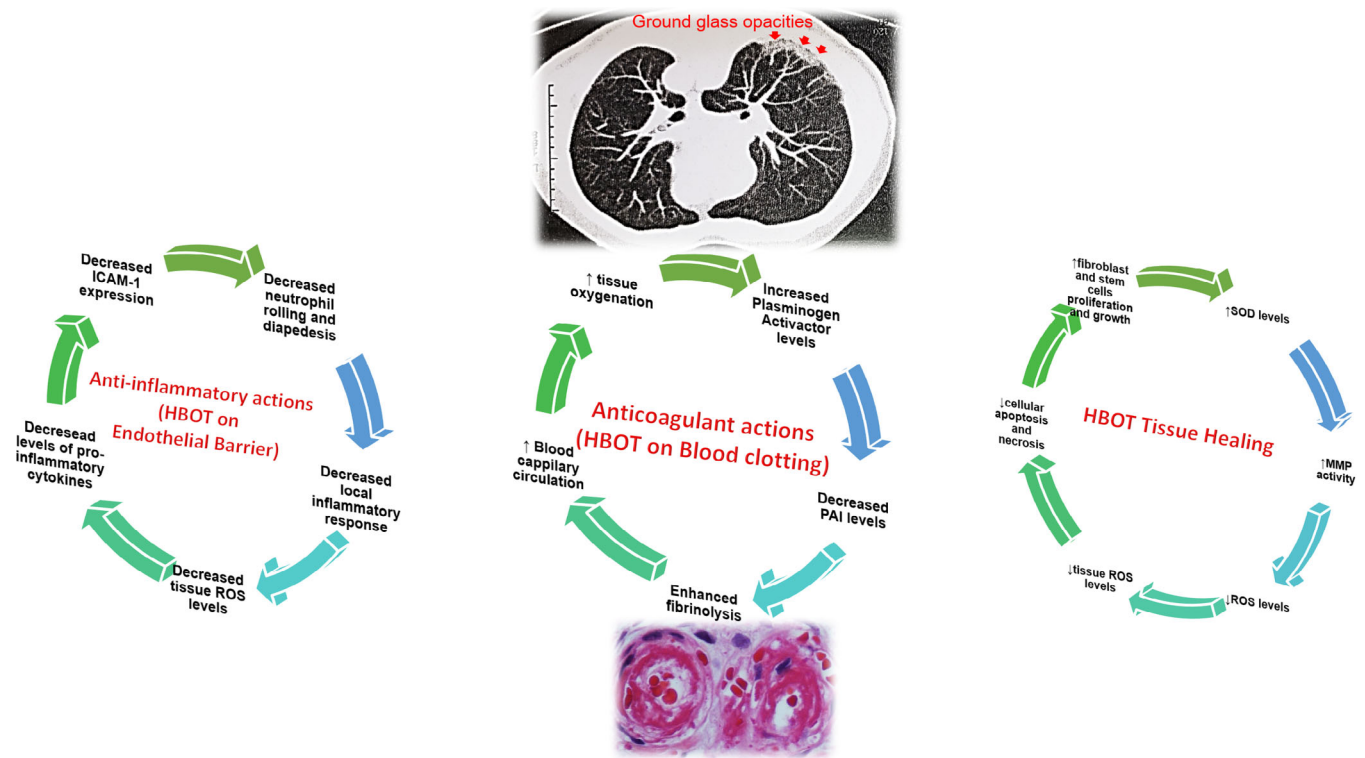 Ground glass opacities
Decreased
ICAM-1
expression
Decreased
neutrophil
rolling and
diapedesis
Anti-inflammatory actions
(HBOT on
Endothelial Barrier)
Decresead
levels of pro-
inflammatory
cytokines
Decreased
local
inflammatory
response
Decreased
tissue ROS
levels
↑ tissue
oxygenation
Increased
Plasminogen
Activactor
levels
Anticoagulant actions
(HBOT on Blood clotting)
↑ Blood
cappilary
circulation
Decreased
PAI levels
Enhanced
fibrinolysis
↑fibroblast
and stem
cells
proliferation
and growth
↑SOD levels
HBOT Tissue Healing
↓cellular
apoptosis and
necrosis
↑MMP
activity
↓tissue ROS
levels
↓ROS levels